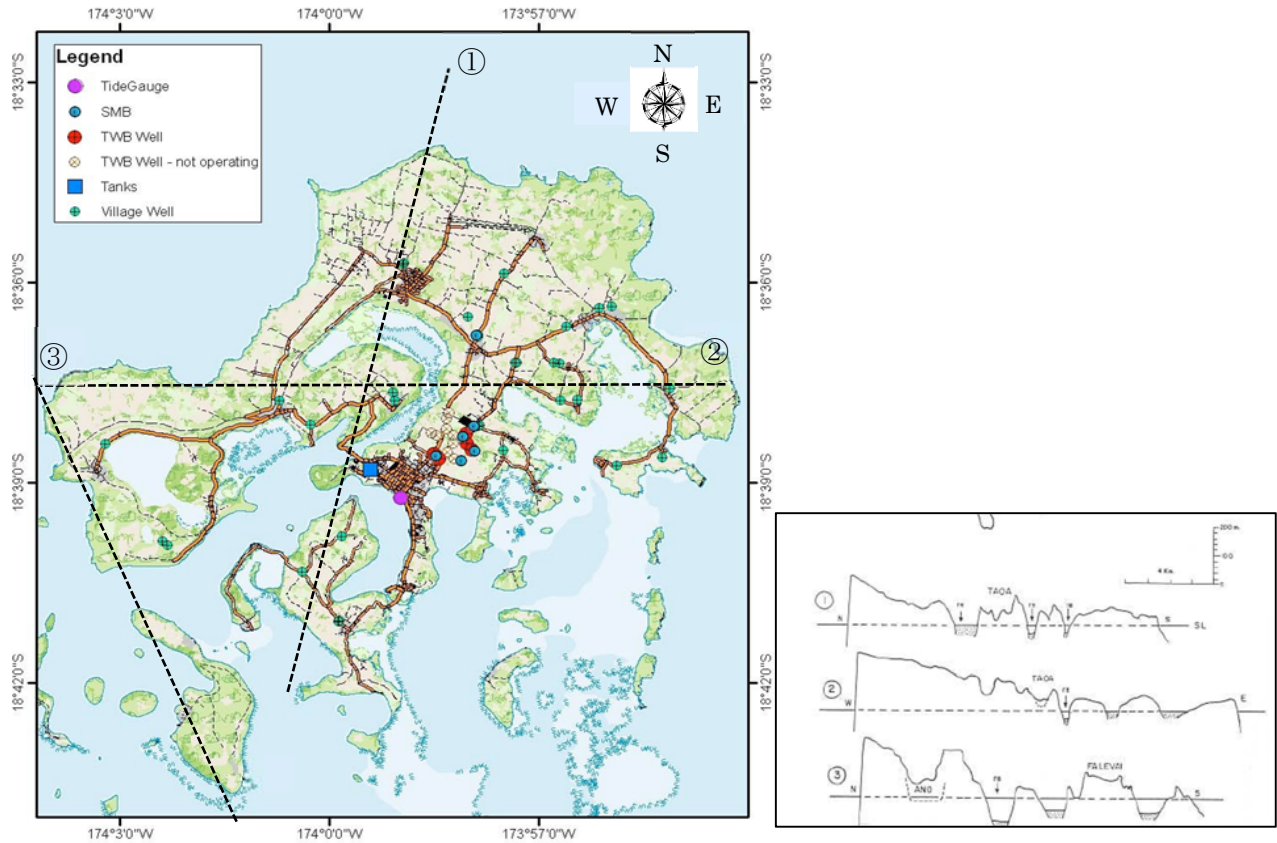 174°3'0"W 174°0'0"W 173°57'0"W
18°33'0"S
18°36'0"S
18°39'0"S
18°42'0"S
Legend
TideGauge
SMB
TWB Well
TWB Well - not operating
Tanks
Village Well
①
N
W E
S
18°33'0"S
18°36'0"S
③
②
18°39'0"S
18°42'0"S
174°3'0"W 174°0'0"W 173°57'0"W
200 m.
100
4 Km.
①
N
TAOA
S
SL
②
W
TAOA
E
③
N
ANO
FALEVAI
S